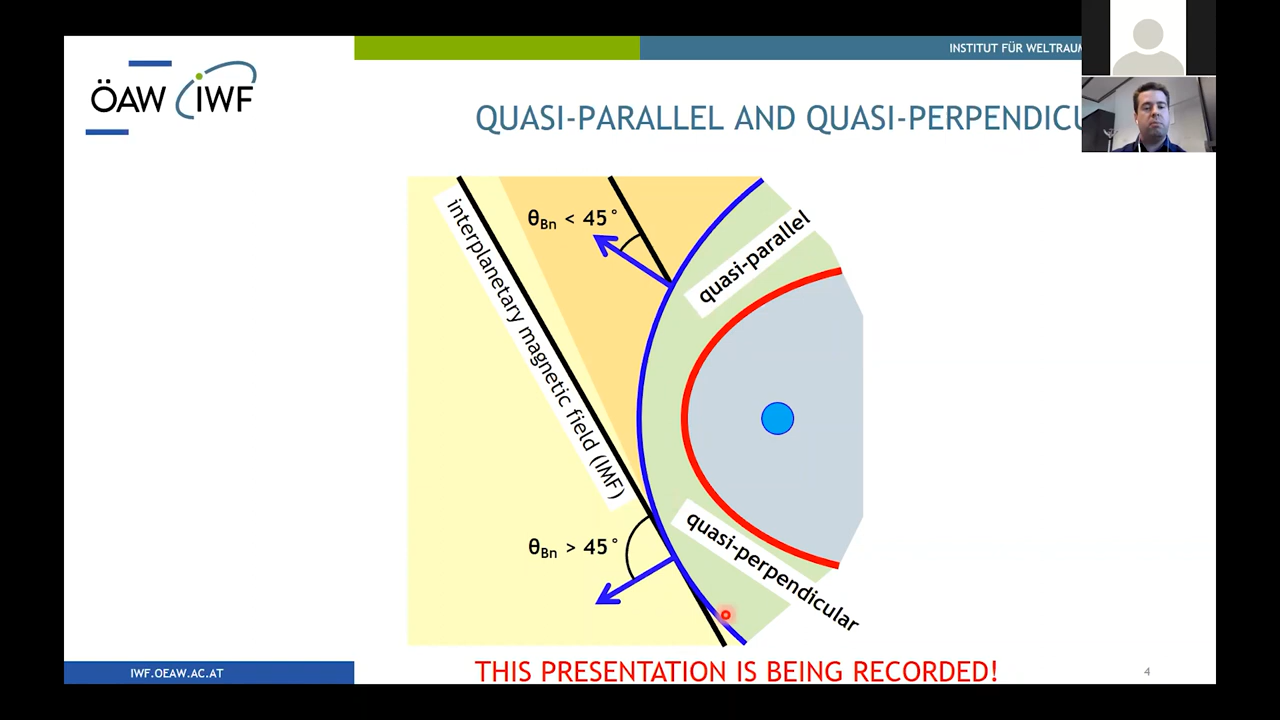 INSTITUT FÜR WELTRAUM
ÖAW IWF
QUASI-PARALLEL AND QUASI-PERPENDICU
θBn < 45°
interplanetary magnetic field (IMF)
quasi-parallel
θBn > 45°
quasi-perpendicular
IWF.OEAW.AC.AT
THIS PRESENTATION IS BEING RECORDED!
4